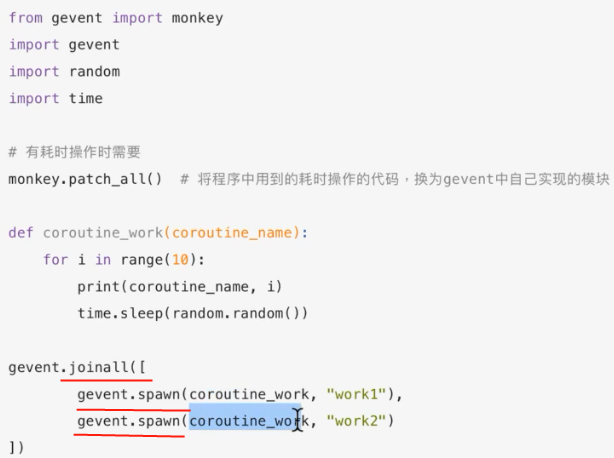 from gevent import monkey
import gevent
import random
import time
# 有耗时操作时需要
monkey.patch_all()  # 将程序中用到的耗时操作的代码，换为gevent中自己实现的模块
def coroutine_work(coroutine_name):
    for i in range(10):
        print(coroutine_name, i)
        time.sleep(random.random())
gevent.joinall([
        gevent.spawn(coroutine_work, "work1"),
        gevent.spawn(coroutine_work, "work2")
])